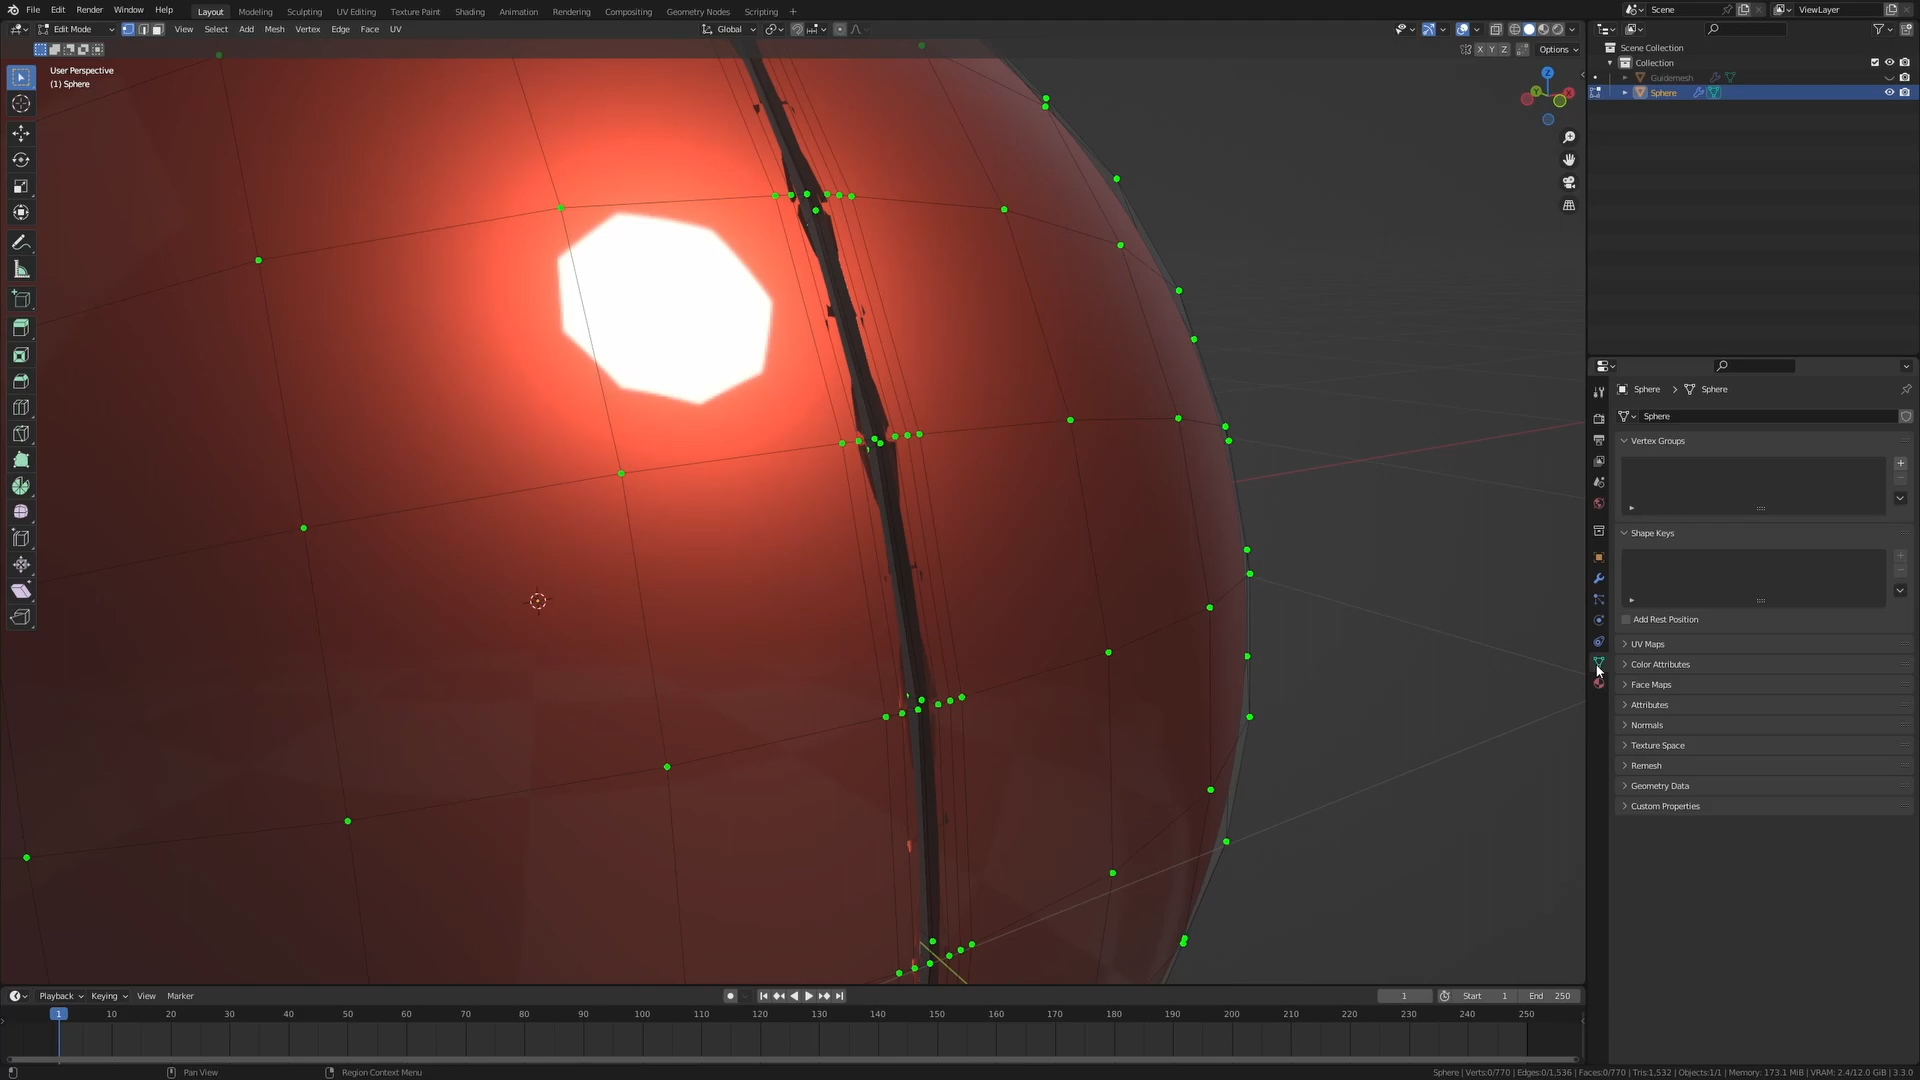 File Edit Render Window Help Layout Modeling Sculpting UV Editing Texture Paint Shading Animation Rendering Compositing Geometry Nodes Scripting + Scene ViewLayer
Edit Mode View Select Add Mesh Vertex Edge Face UV Global
X Y Z Options
User Perspective
(1) Sphere
Z
Y
X
Scene Collection
Collection
Guidemesh
Sphere
Sphere > Sphere
Sphere
Vertex Groups
Shape Keys
Add Rest Position
UV Maps
Color Attributes
Face Maps
Attributes
Normals
Texture Space
Remesh
Geometry Data
Custom Properties
Playback Keying View Marker 1 Start 1 End 250
1 10 20 30 40 50 60 70 80 90 100 110 120 130 140 150 160 170 180 190 200 210 220 230 240 250
Pan View Region Context Menu Sphere | Verts:0/770 | Edges:0/1,536 | Faces:0/770 | Tris:1,532 | Objects:1/1 | Memory: 173.1 MiB | VRAM: 2.4/12.0 GiB | 3.3.0